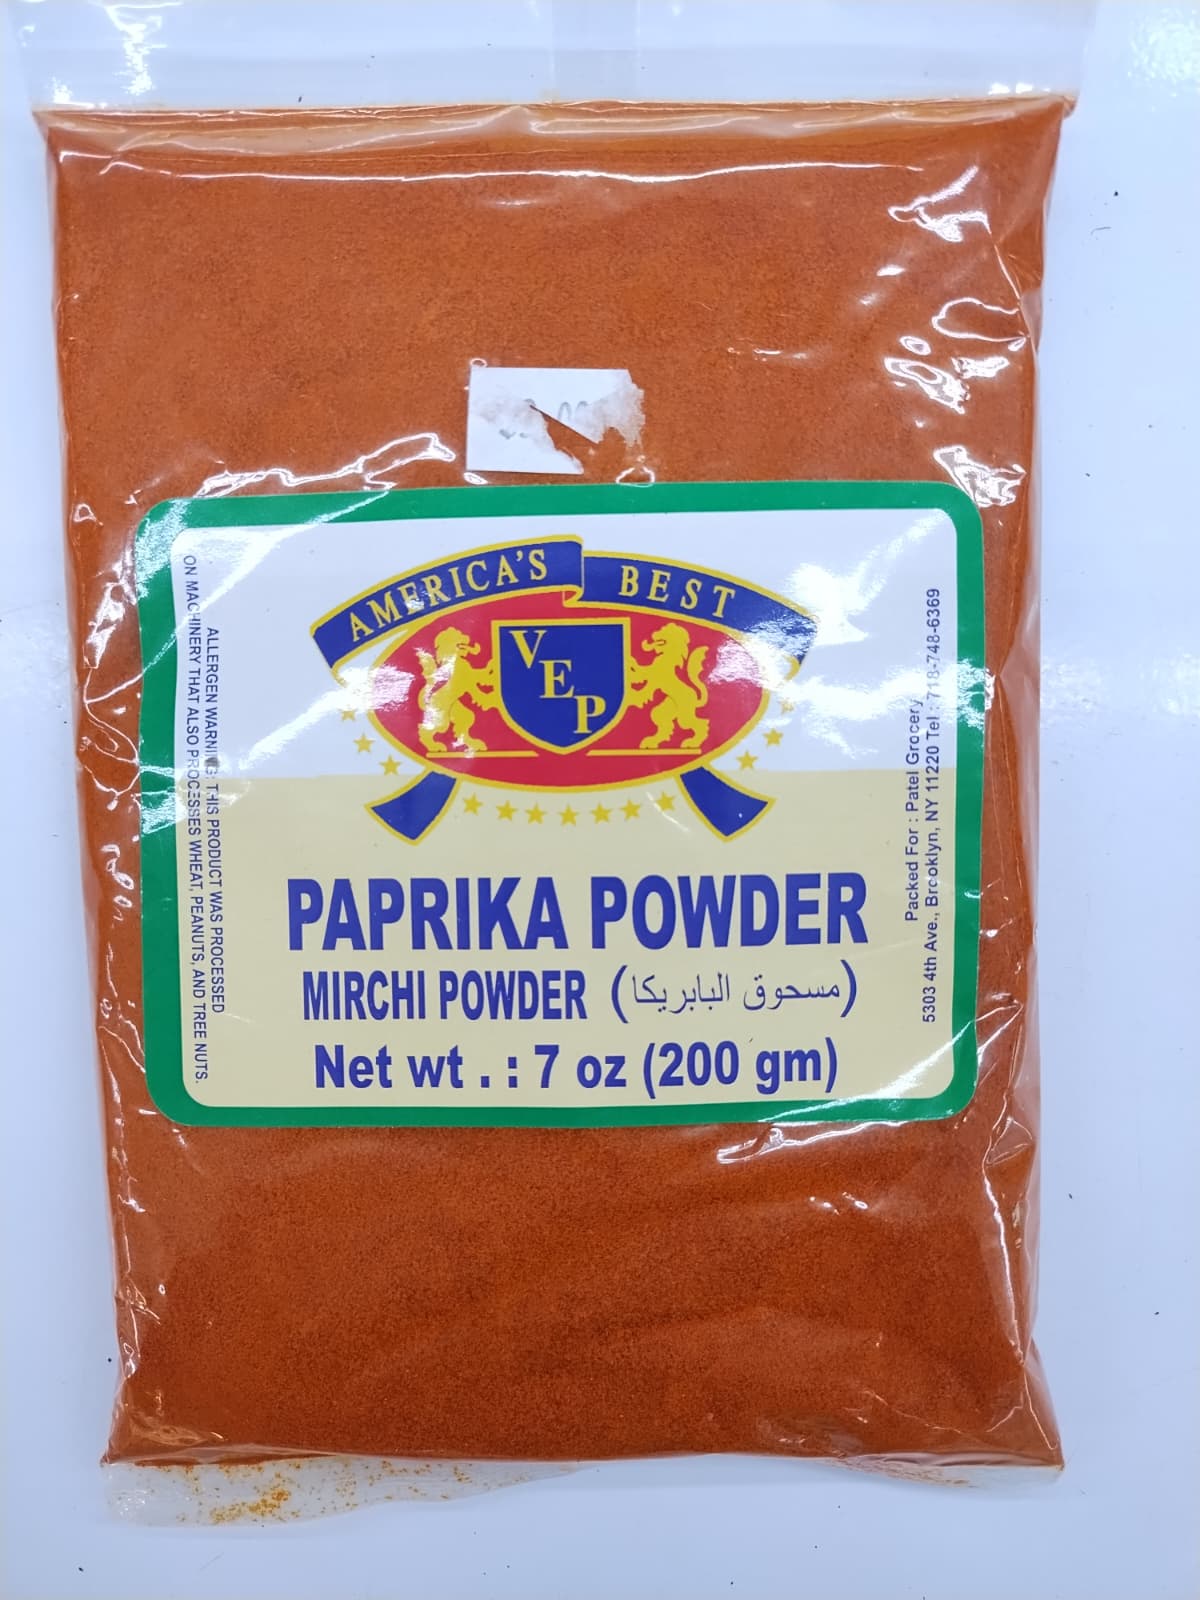 AMERICA'S BEST
V
E
P
PAPRIKA POWDER
MIRCHI POWDER (مسحوق البابريكا)
Net wt . : 7 oz (200 gm)
ALLERGEN WARNING: THIS PRODUCT WAS PROCESSED
ON MACHINERY THAT ALSO PROCESSES WHEAT, PEANUTS, AND TREE NUTS.
Packed For : Patel Grocery
5303 4th Ave., Brooklyn, NY 11220 Tel : 718-748-6369